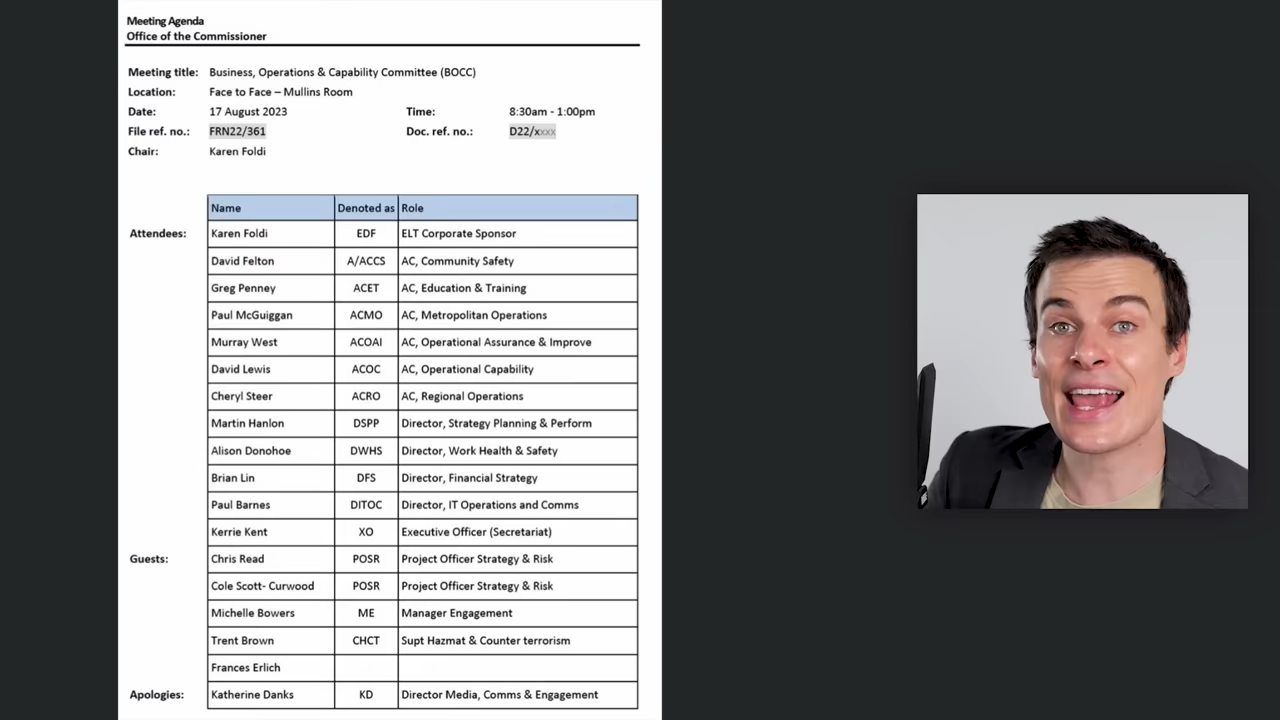 Meeting Agenda
Office of the Commissioner
Meeting title: Business, Operations & Capability Committee (BOCC)
Location: Face to Face – Mullins Room
Date: 17 August 2023 Time: 8:30am - 1:00pm
File ref. no.: FRN22/361 Doc. ref. no.: D22/xxxx
Chair: Karen Foldi
Name Denoted as Role
Attendees: Karen Foldi EDF ELT Corporate Sponsor
David Felton A/ACCS AC, Community Safety
Greg Penney ACET AC, Education & Training
Paul McGuiggan ACMO AC, Metropolitan Operations
Murray West ACOAI AC, Operational Assurance & Improve
David Lewis ACOC AC, Operational Capability
Cheryl Steer ACRO AC, Regional Operations
Martin Hanlon DSPP Director, Strategy Planning & Perform
Alison Donohoe DWHS Director, Work Health & Safety
Brian Lin DFS Director, Financial Strategy
Paul Barnes DITOC Director, IT Operations and Comms
Kerrie Kent XO Executive Officer (Secretariat)
Guests: Chris Read POSR Project Officer Strategy & Risk
Cole Scott- Curwood POSR Project Officer Strategy & Risk
Michelle Bowers ME Manager Engagement
Trent Brown CHCT Supt Hazmat & Counter terrorism
Frances Erlich
Apologies: Katherine Danks KD Director Media, Comms & Engagement